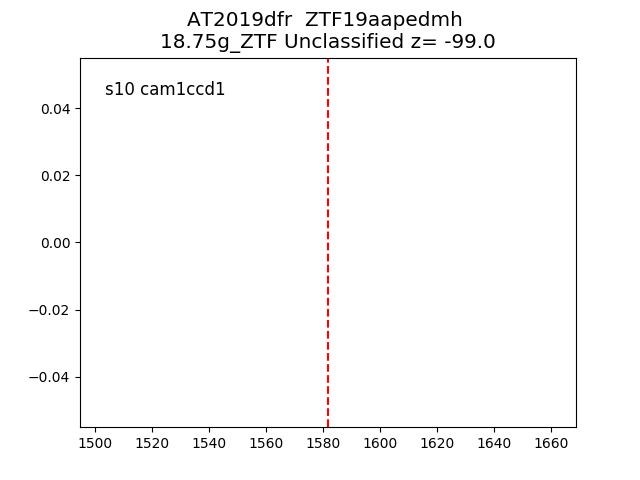 AT2019dfr  ZTF19aapedmh
18.75g_ZTF Unclassified z= -99.0
s10 cam1ccd1
0.04
0.02
0.00
−0.02
−0.04
1500 1520 1540 1560 1580 1600 1620 1640 1660